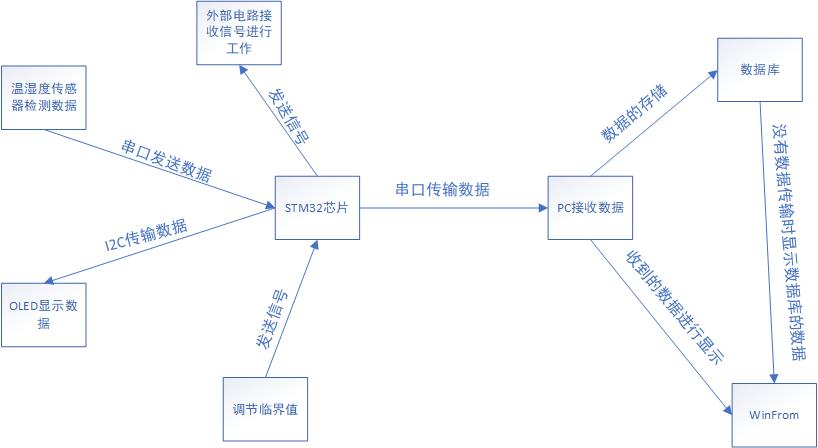 外部电路接
收信号进行
工作
温湿度传感
器检测数据
发送信号
串口发送数据
STM32芯片
I2C传输数据
OLED显示数
据
发送信号
调节临界值
串口传输数据
PC接收数据
数据的存储
数据库
没有数据传输时显示数据库的数据
收到的数据进行显示
WinFrom